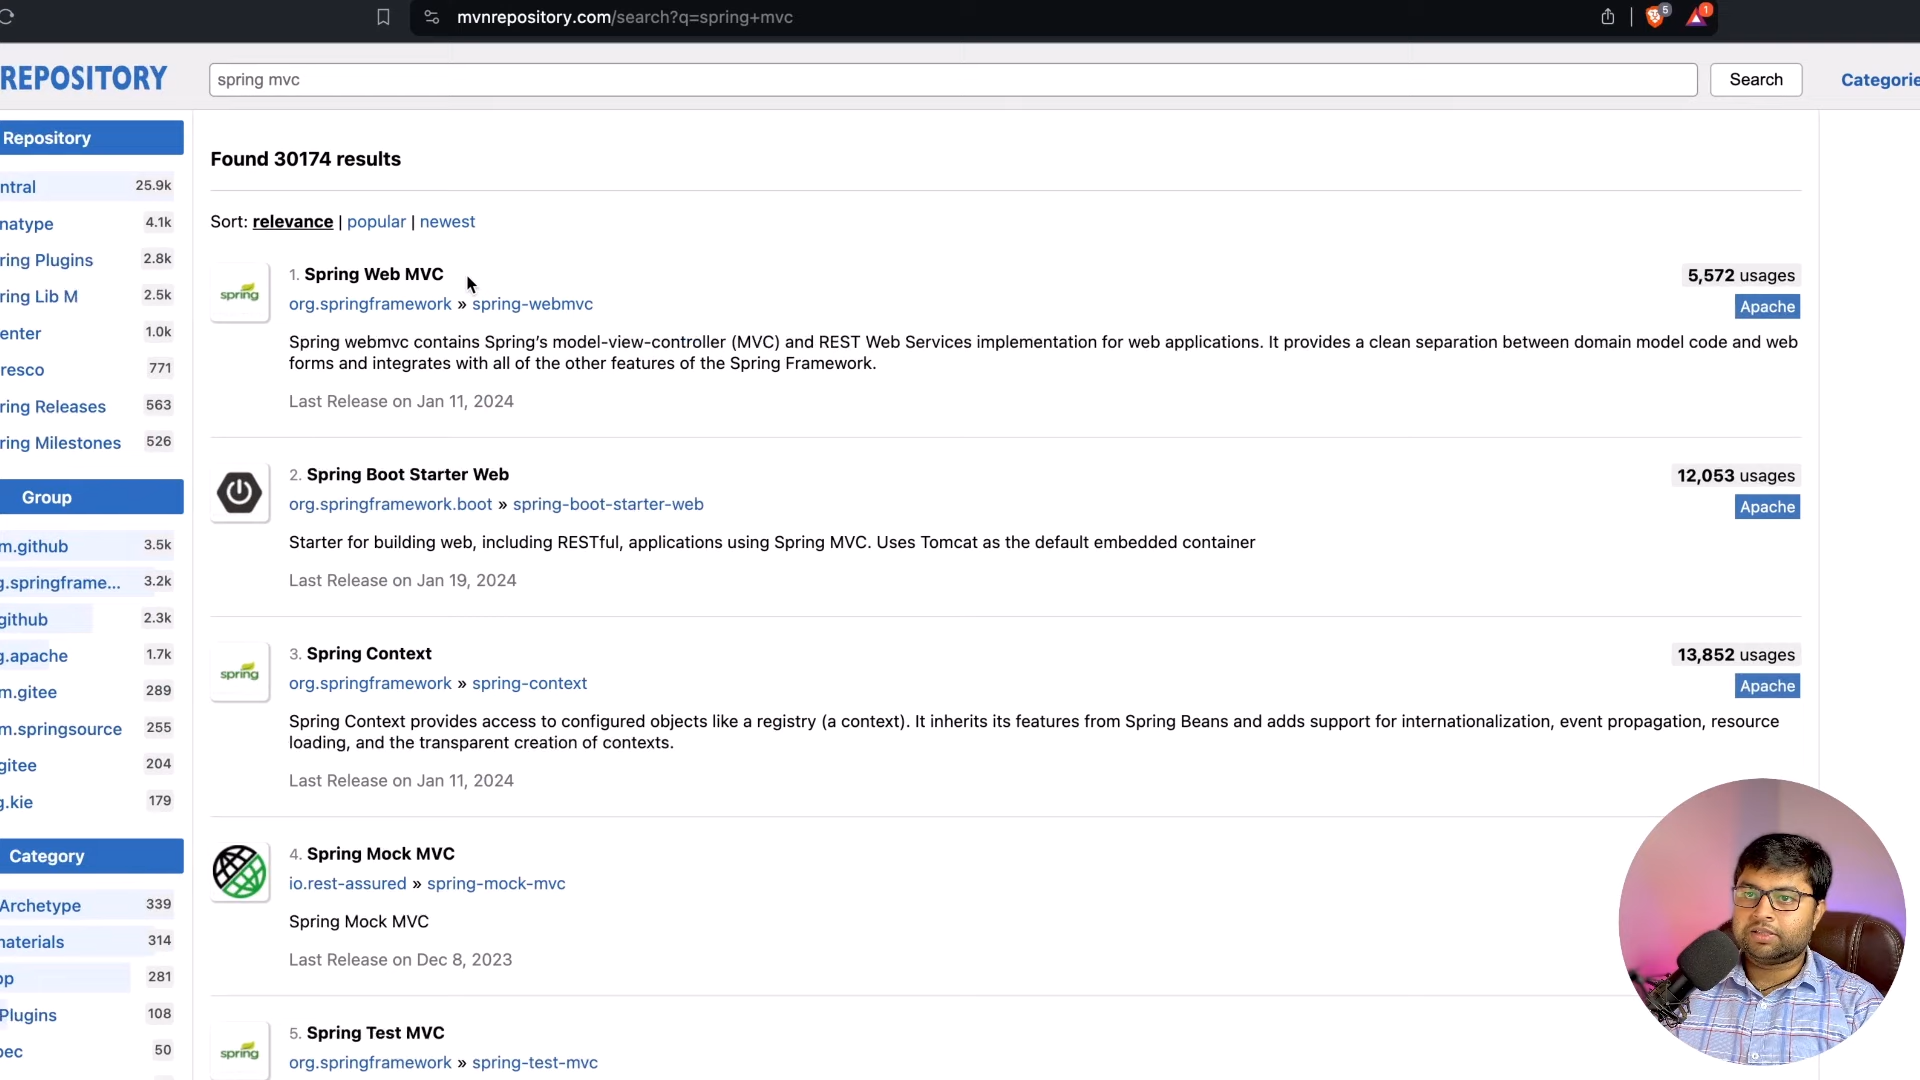 mvnrepository.com/search?q=spring+mvc
5
1
REPOSITORY
spring mvc
Search
Categorie
Repository
ntral 25.9k
natype 4.1k
ring Plugins 2.8k
ring Lib M 2.5k
enter 1.0k
resco 771
ring Releases 563
ring Milestones 526
Group
m.github 3.5k
g.springframe... 3.2k
github 2.3k
g.apache 1.7k
m.gitee 289
m.springsource 255
gitee 204
g.kie 179
Category
Archetype 339
naterials 314
op 281
Plugins 108
pec 50
Found 30174 results
Sort: relevance | popular | newest
spring
1. Spring Web MVC
5,572 usages
org.springframework » spring-webmvc
Apache
Spring webmvc contains Spring's model-view-controller (MVC) and REST Web Services implementation for web applications. It provides a clean separation between domain model code and web
forms and integrates with all of the other features of the Spring Framework.
Last Release on Jan 11, 2024
2. Spring Boot Starter Web
12,053 usages
org.springframework.boot » spring-boot-starter-web
Apache
Starter for building web, including RESTful, applications using Spring MVC. Uses Tomcat as the default embedded container
Last Release on Jan 19, 2024
spring
3. Spring Context
13,852 usages
org.springframework » spring-context
Apache
Spring Context provides access to configured objects like a registry (a context). It inherits its features from Spring Beans and adds support for internationalization, event propagation, resource
loading, and the transparent creation of contexts.
Last Release on Jan 11, 2024
4. Spring Mock MVC
io.rest-assured » spring-mock-mvc
Spring Mock MVC
Last Release on Dec 8, 2023
spring
5. Spring Test MVC
org.springframework » spring-test-mvc